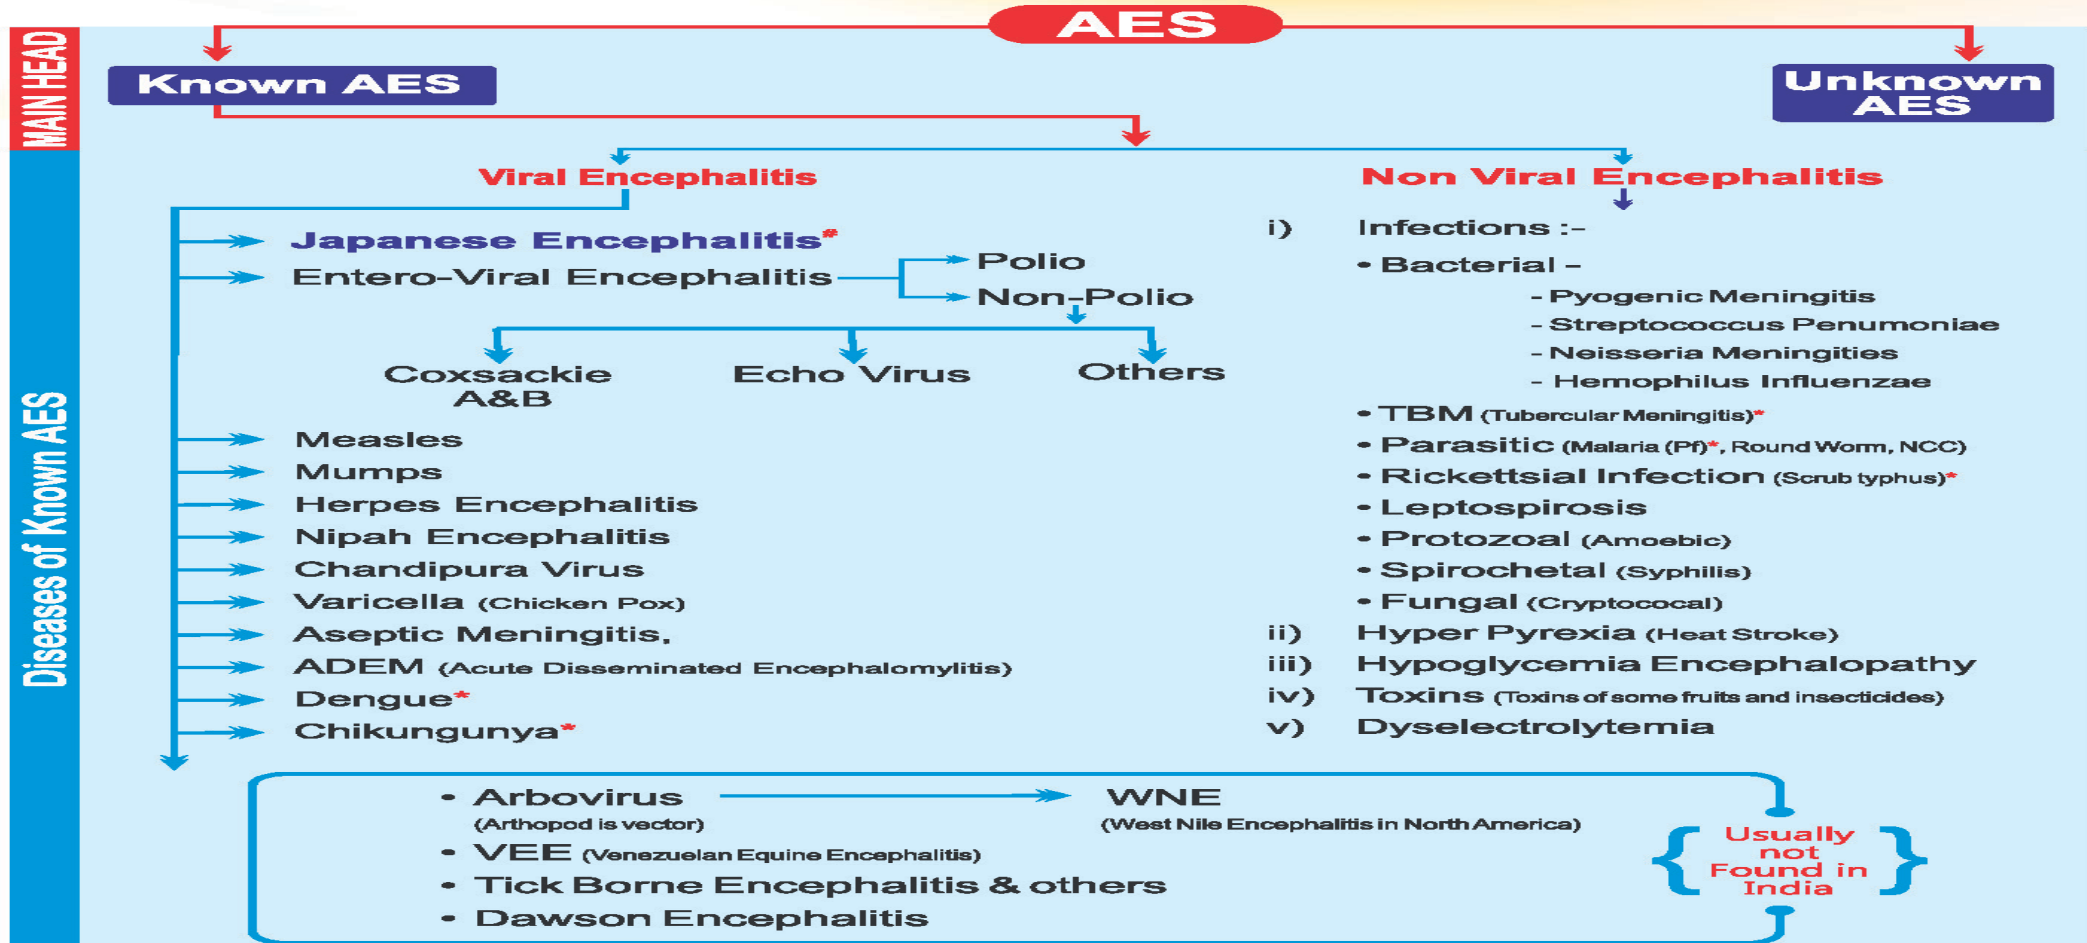 AES
MAIN HEAD
Known AES
Unknown
AES
Diseases of Known AES
Viral Encephalitis
Japanese Encephalitis#
Entero-Viral Encephalitis
Polio
Non-Polio
Coxsackie
A&B
Echo Virus
Others
Measles
Mumps
Herpes Encephalitis
Nipah Encephalitis
Chandipura Virus
Varicella (Chicken Pox)
Aseptic Meningitis,
ADEM (Acute Disseminated Encephalomylitis)
Dengue*
Chikungunya*
Non Viral Encephalitis
i) Infections :-
• Bacterial -
- Pyogenic Meningitis
- Streptococcus Penumoniae
- Neisseria Meningities
- Hemophilus Influenzae
• TBM (Tubercular Meningitis)*
• Parasitic (Malaria (Pf)*, Round Worm, NCC)
• Rickettsial Infection (Scrub typhus)*
• Leptospirosis
• Protozoal (Amoebic)
• Spirochetal (Syphilis)
• Fungal (Cryptococal)
ii) Hyper Pyrexia (Heat Stroke)
iii) Hypoglycemia Encephalopathy
iv) Toxins (Toxins of some fruits and insecticides)
v) Dyselectrolytemia
• Arbovirus
(Arthopod is vector)
WNE
(West Nile Encephalitis in North America)
• VEE (Venezuelan Equine Encephalitis)
• Tick Borne Encephalitis & others
• Dawson Encephalitis
Usually
not
Found in
India